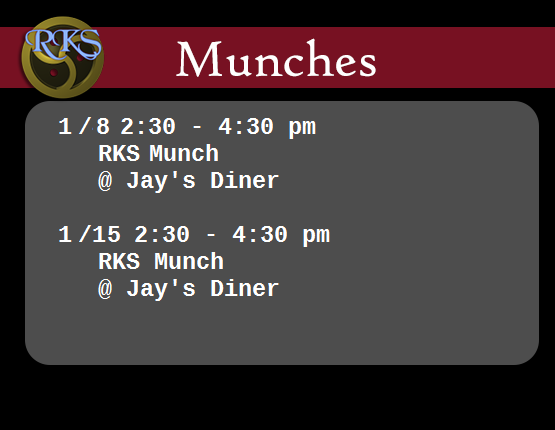 RKS
Munches
1/8 2:30 - 4:30 pm
RKS Munch
@ Jay's Diner
1/15 2:30 - 4:30 pm
RKS Munch
@ Jay's Diner